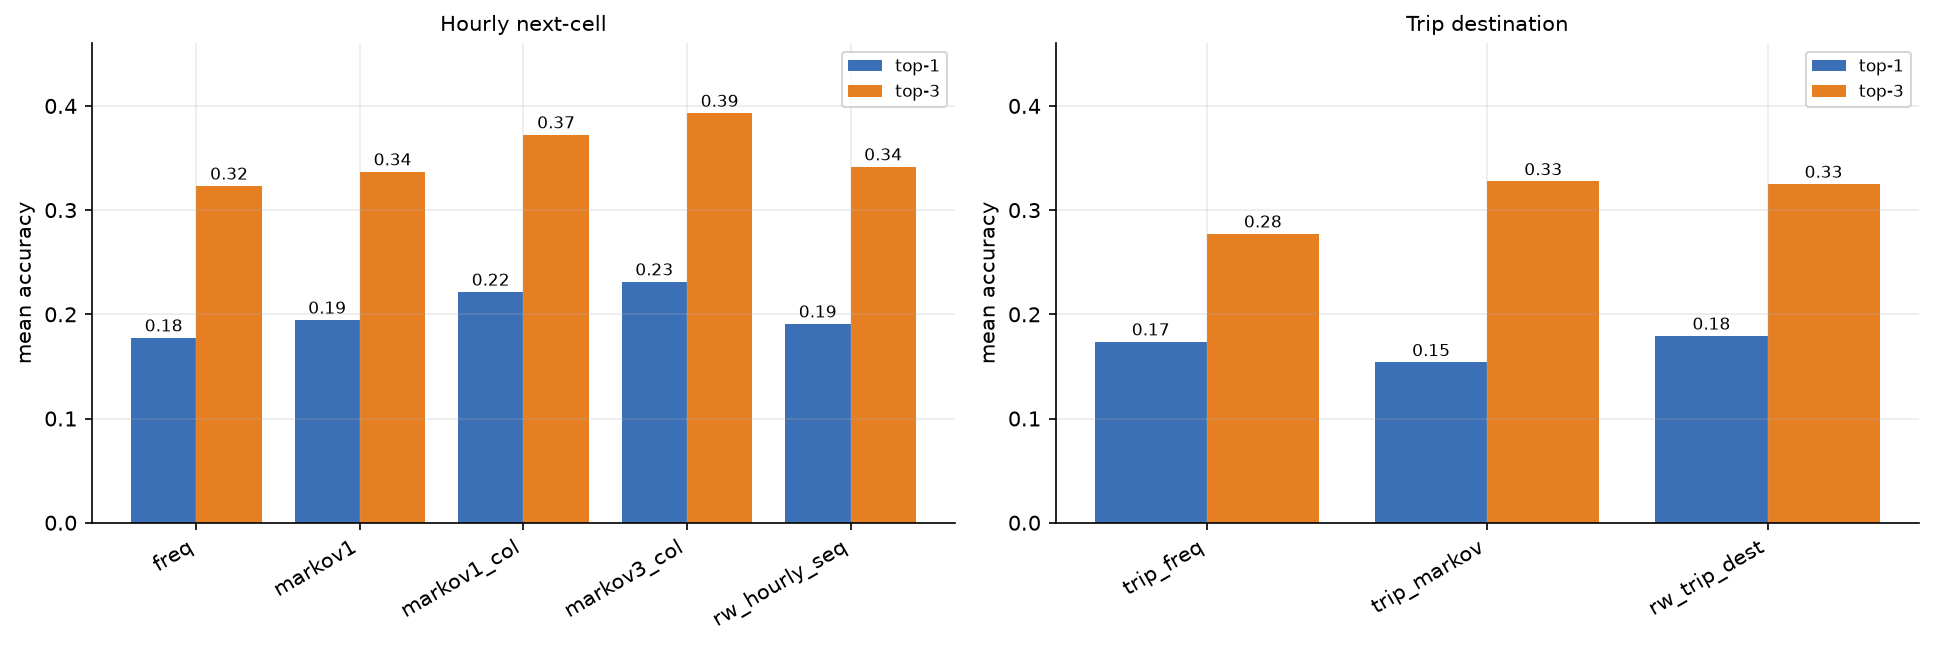 Hourly next-cell
top-1
top-3
mean accuracy
0.4
0.3
0.2
0.1
0.0
0.18
0.32
0.19
0.34
0.22
0.37
0.23
0.39
0.19
0.34
freq
markov1
markov1_col
markov3_col
rw_hourly_seq
Trip destination
top-1
top-3
mean accuracy
0.4
0.3
0.2
0.1
0.0
0.17
0.28
0.15
0.33
0.18
0.33
trip_freq
trip_markov
rw_trip_dest